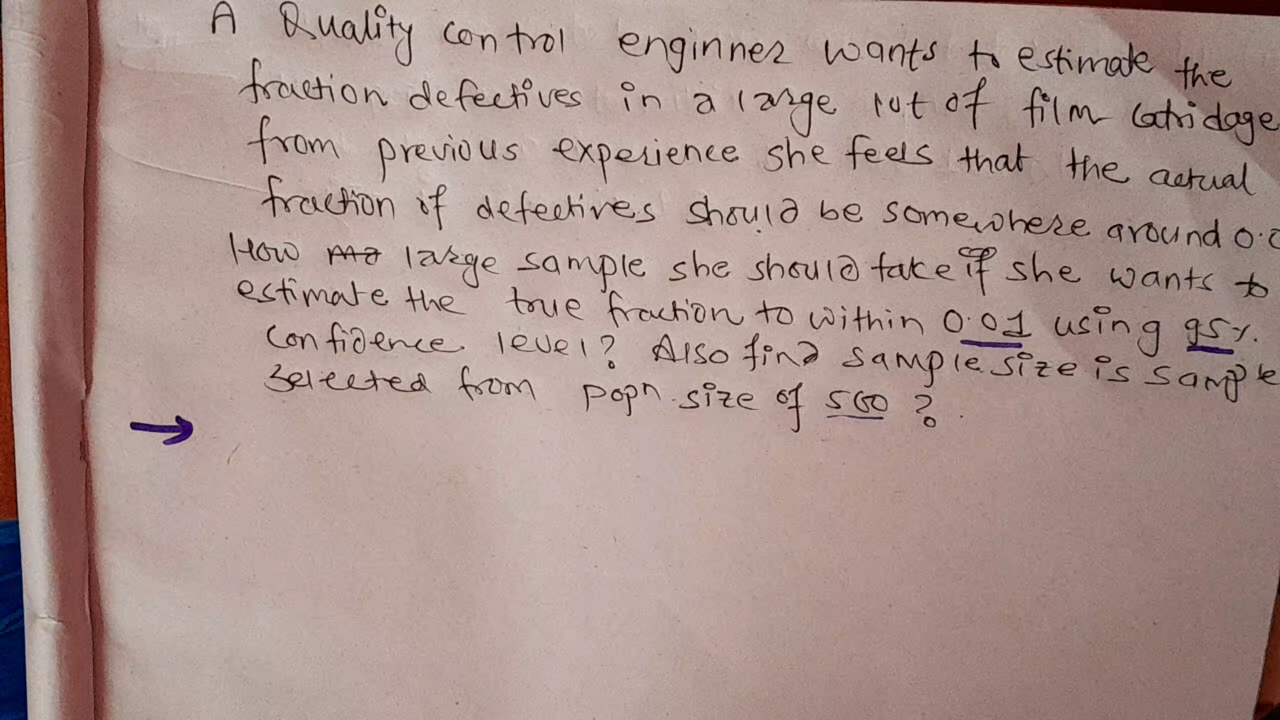 A Quality control enginner wants to estimate the
fraction defectives in a large lot of film Catridage
from previous experience she feels that the actual
fraction of defectives should be somewhere around
How large sample she should take if she wants to
estimate the true fraction to within 0.01 using 95%.
Confidence level? Also find sample size is sample
selected from popn. size of 500 ?